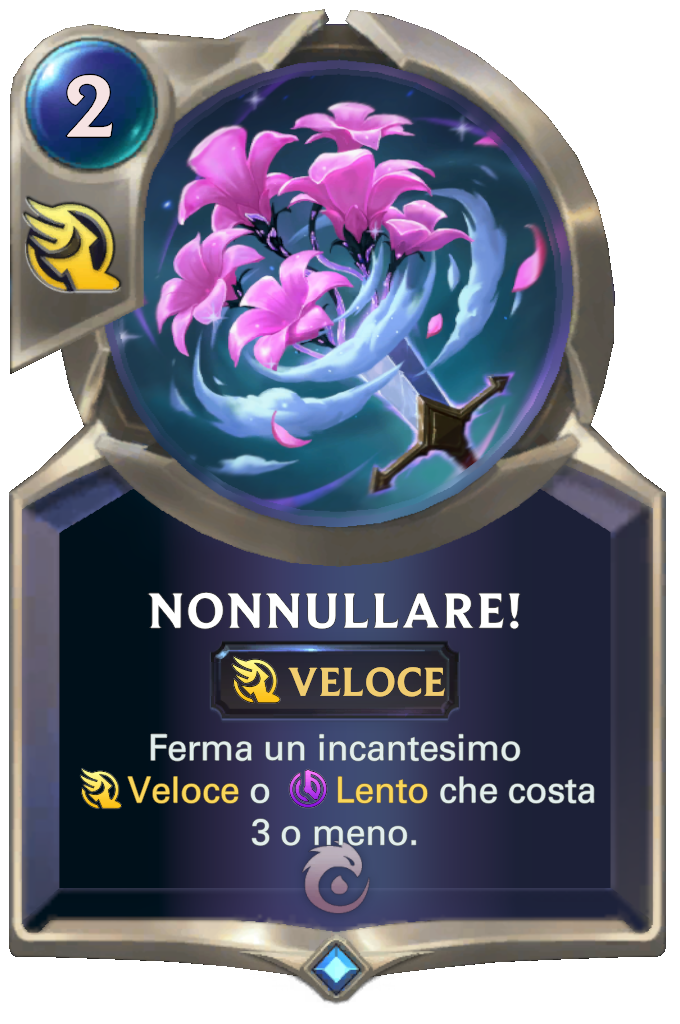 2
NONNULLARE!
VELOCE
Ferma un incantesimo
Veloce o Lento che costa
3 o meno.